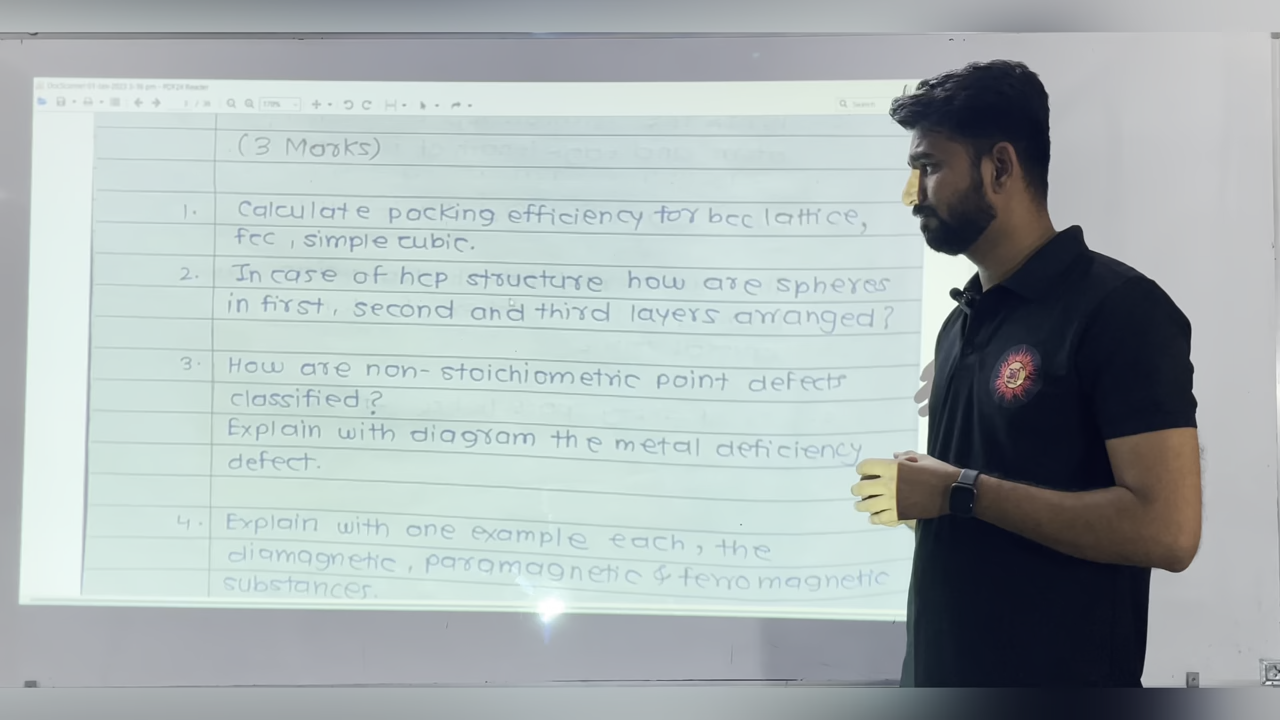 (3 Marks)
1. Calculate packing efficiency for bcc lattice,
fcc, simple cubic.
2. In case of hcp structure how are spheres
in first, second and third layers arranged?
3. How are non-stoichiometric point defects
classified?
Explain with diagram the metal deficiency
defect.
4. Explain with one example each, the
diamagnetic, paramagnetic & ferromagnetic
substances.